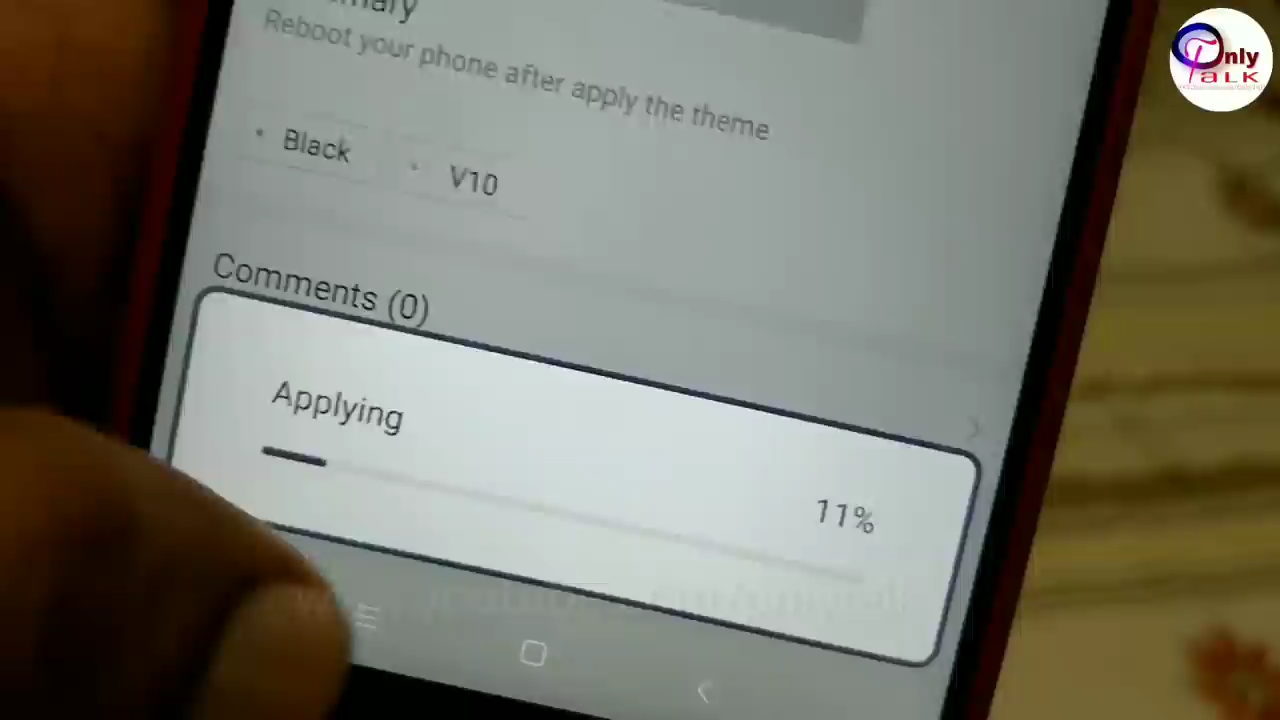 Only
TALK
Reboot your phone after apply the theme
• Black
• V10
Comments (0)
Applying
11%